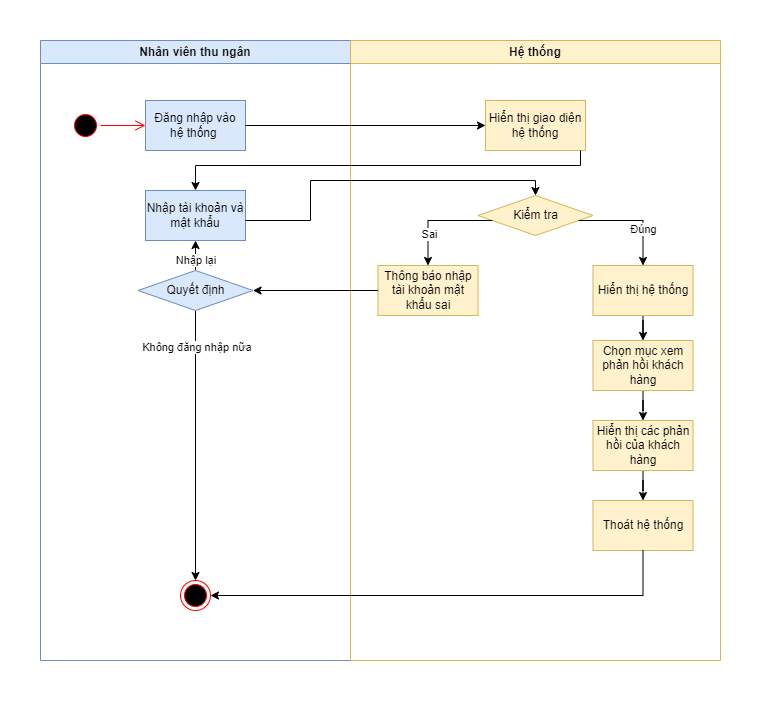 Nhân viên thu ngân
Hệ thống
Đăng nhập vào
hệ thống
Hiển thị giao diện
hệ thống
Nhập tài khoản và
mật khẩu
Kiểm tra
Sai
Đúng
Nhập lại
Quyết định
Thông báo nhập
tài khoản mật
khẩu sai
Hiển thị hệ thống
Không đăng nhập nữa
Chọn mục xem
phản hồi khách
hàng
Hiển thị các phản
hồi của khách
hàng
Thoát hệ thống